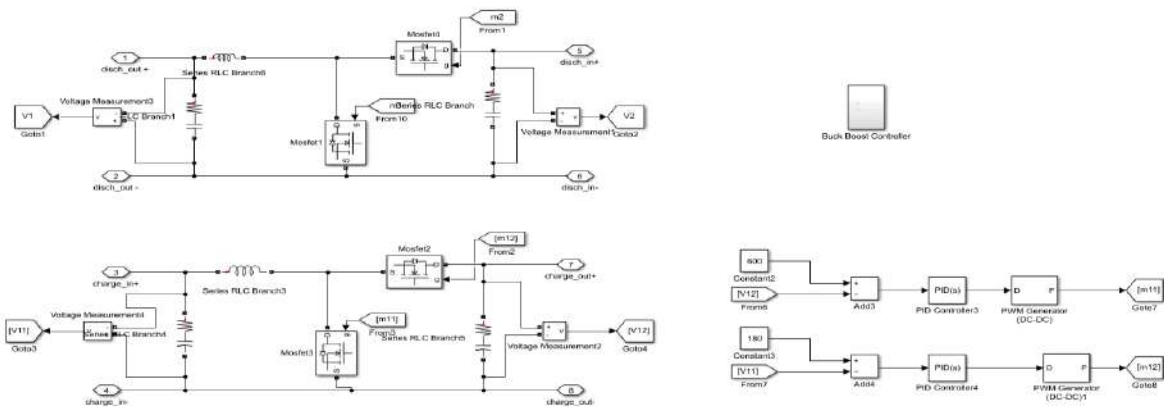 m2
From1
Mosfet4
1
disch_out +
Series RLC Branch6
5
disch_in+
V1
Goto1
Voltage Measurement3
LC Branch1
Series RLC Branch
From10
Mosfet1
Voltage Measurement1
V2
Goto2
2
disch_out -
6
disch_in-
Buck Boost Controller
[m12]
From2
Mosfet2
3
charge_in+
Series RLC Branch3
7
charge_out+
[V11]
Goto3
Voltage Measurement4
Series RLC Branch4
[m11]
From3
Mosfet3
Series RLC Branch5
Voltage Measurement2
[V12]
Goto4
4
charge_in-
8
charge_out-
600
Constant2
[V12]
From6
Add3
PID(s)
PID Controller3
D P
PWM Generator
(DC-DC)
[m11]
Goto7
180
Constant3
[V11]
From7
Add4
PID(s)
PID Controller4
D P
PWM Generator
(DC-DC)1
[m12]
Goto8